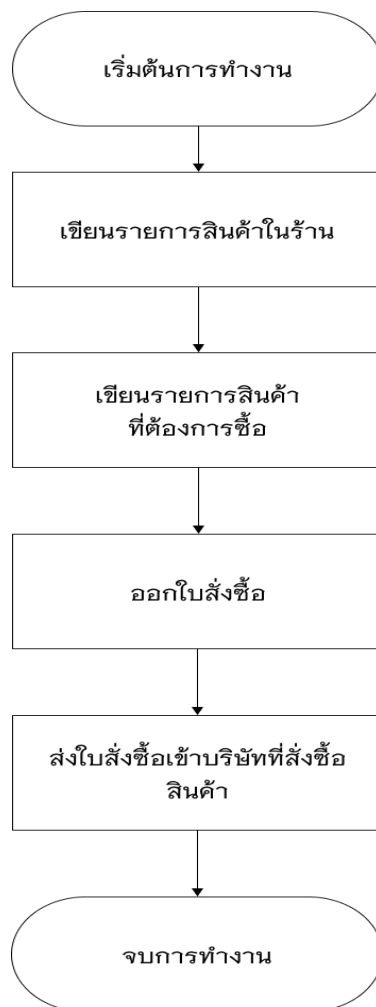 เริ่มต้นการทำงาน
เขียนรายการสินค้าในร้าน
เขียนรายการสินค้า
ที่ต้องการซื้อ
ออกใบสั่งซื้อ
ส่งใบสั่งซื้อเข้าบริษัทที่สั่งซื้อ
สินค้า
จบการทำงาน